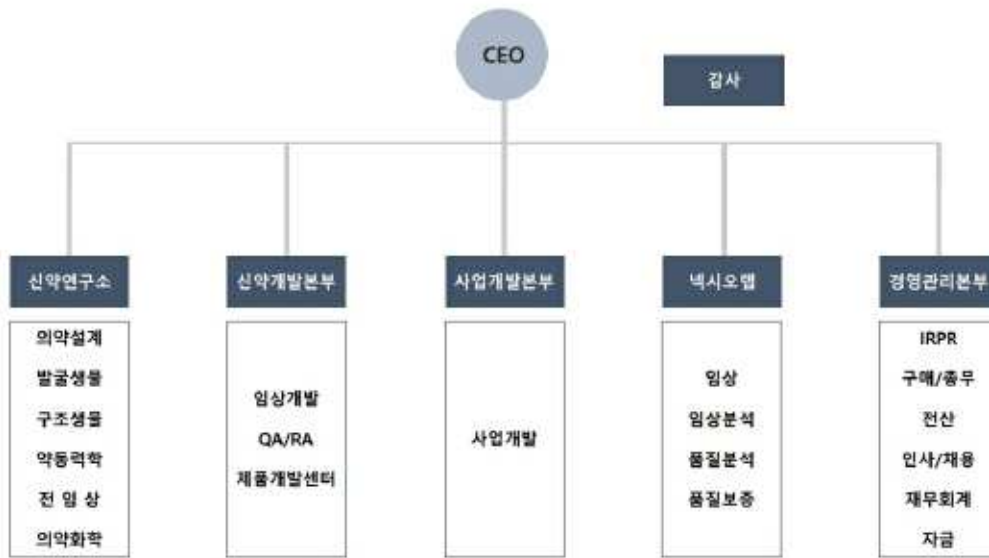 CEO
감사
신약연구소
신약개발본부
사업개발본부
넥시오랩
경영관리본부
의약설계
발굴생물
구조생물
약동력학
전 임 상
의약화학
임상개발
QA/RA
제품개발센터
사업개발
임상
임상분석
품질분석
품질보증
IRPR
구매/총무
전산
인사/채용
재무회계
자금